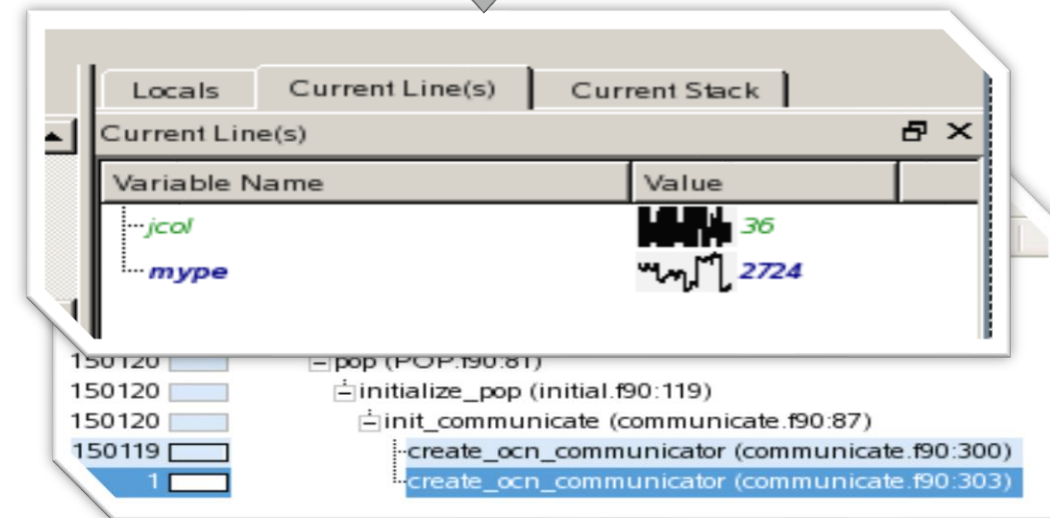 Locals Current Line(s) Current Stack
Current Line(s)
Variable Name Value
jcol 36
mype 2724
150120 pop (POP.f90:81)
150120 initialize_pop (initial.f90:119)
150120 init_communicate (communicate.f90:87)
150119 create_ocn_communicator (communicate.f90:300)
1 create_ocn_communicator (communicate.f90:303)